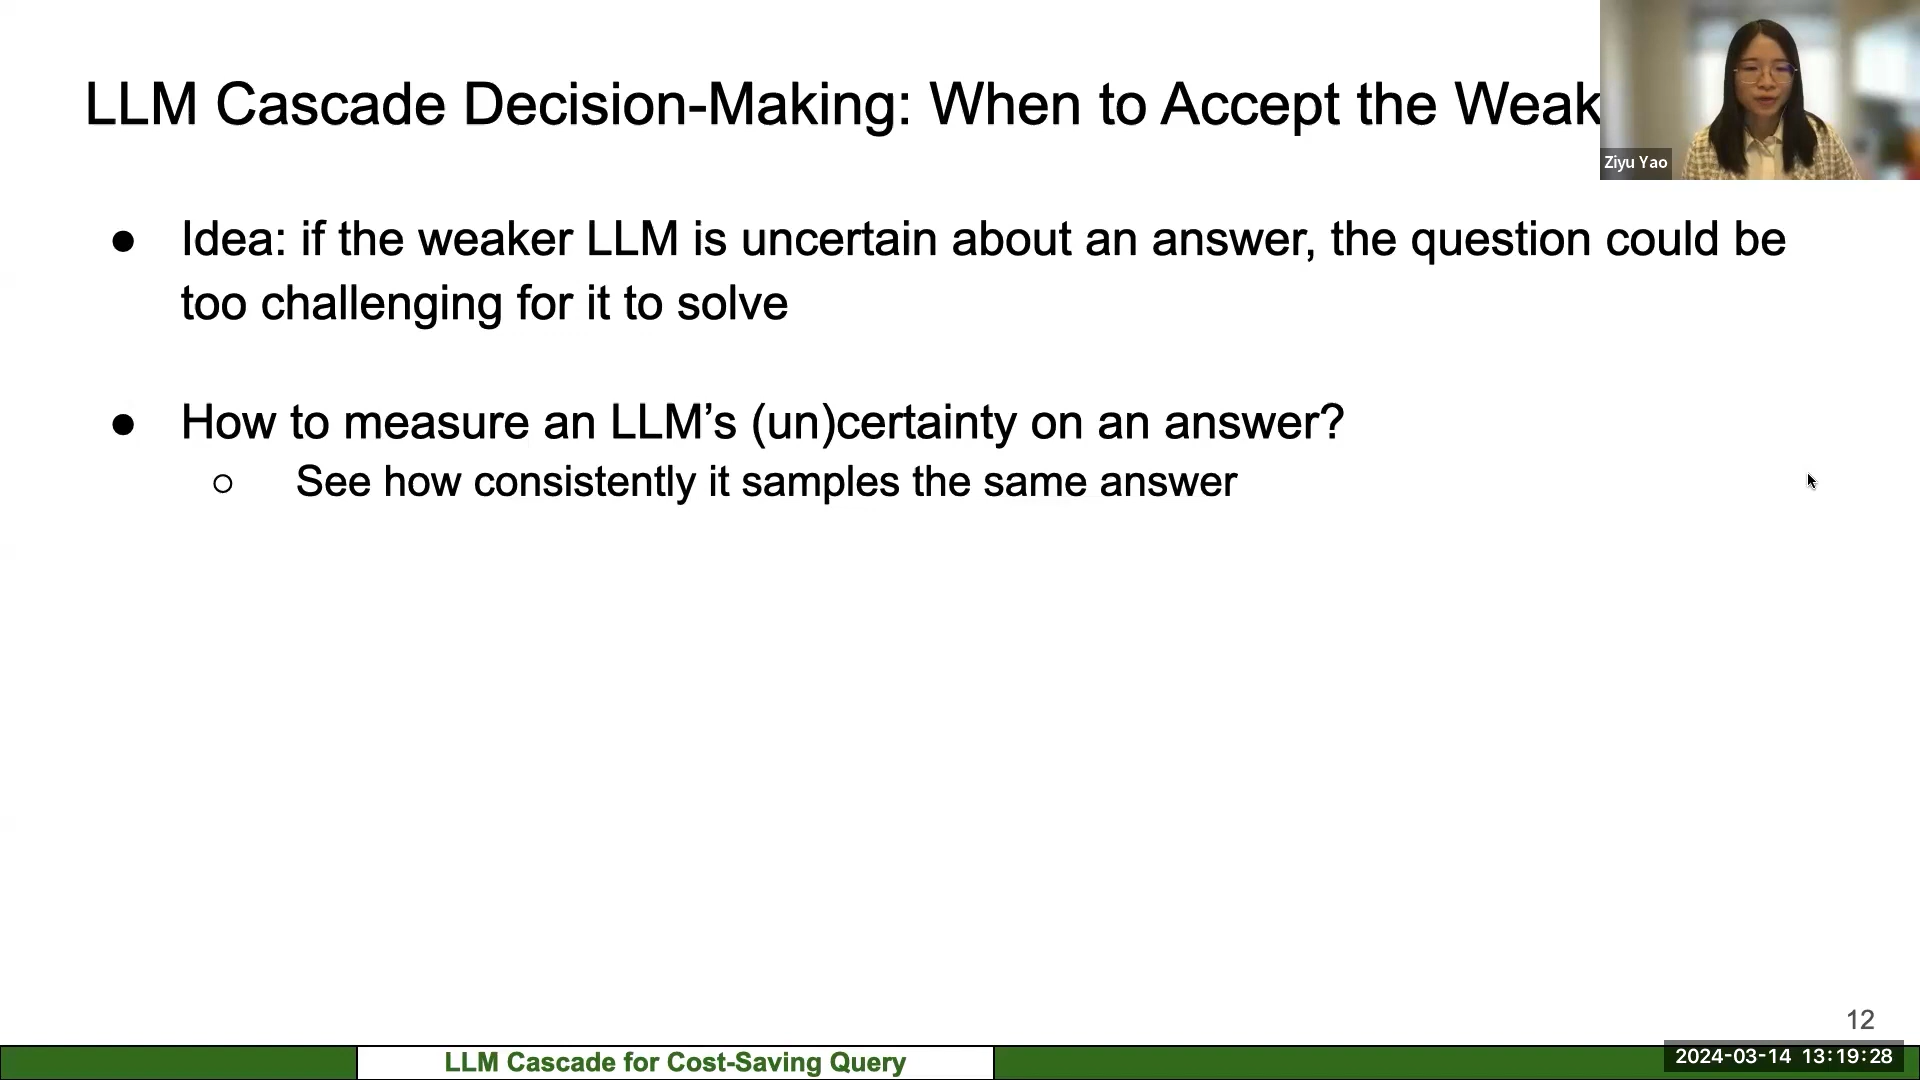 LLM Cascade Decision-Making: When to Accept the Weak
Ziyu Yao
● Idea: if the weaker LLM is uncertain about an answer, the question could be
too challenging for it to solve
● How to measure an LLM’s (un)certainty on an answer?
○ See how consistently it samples the same answer
12
LLM Cascade for Cost-Saving Query
2024-03-14 13:19:28